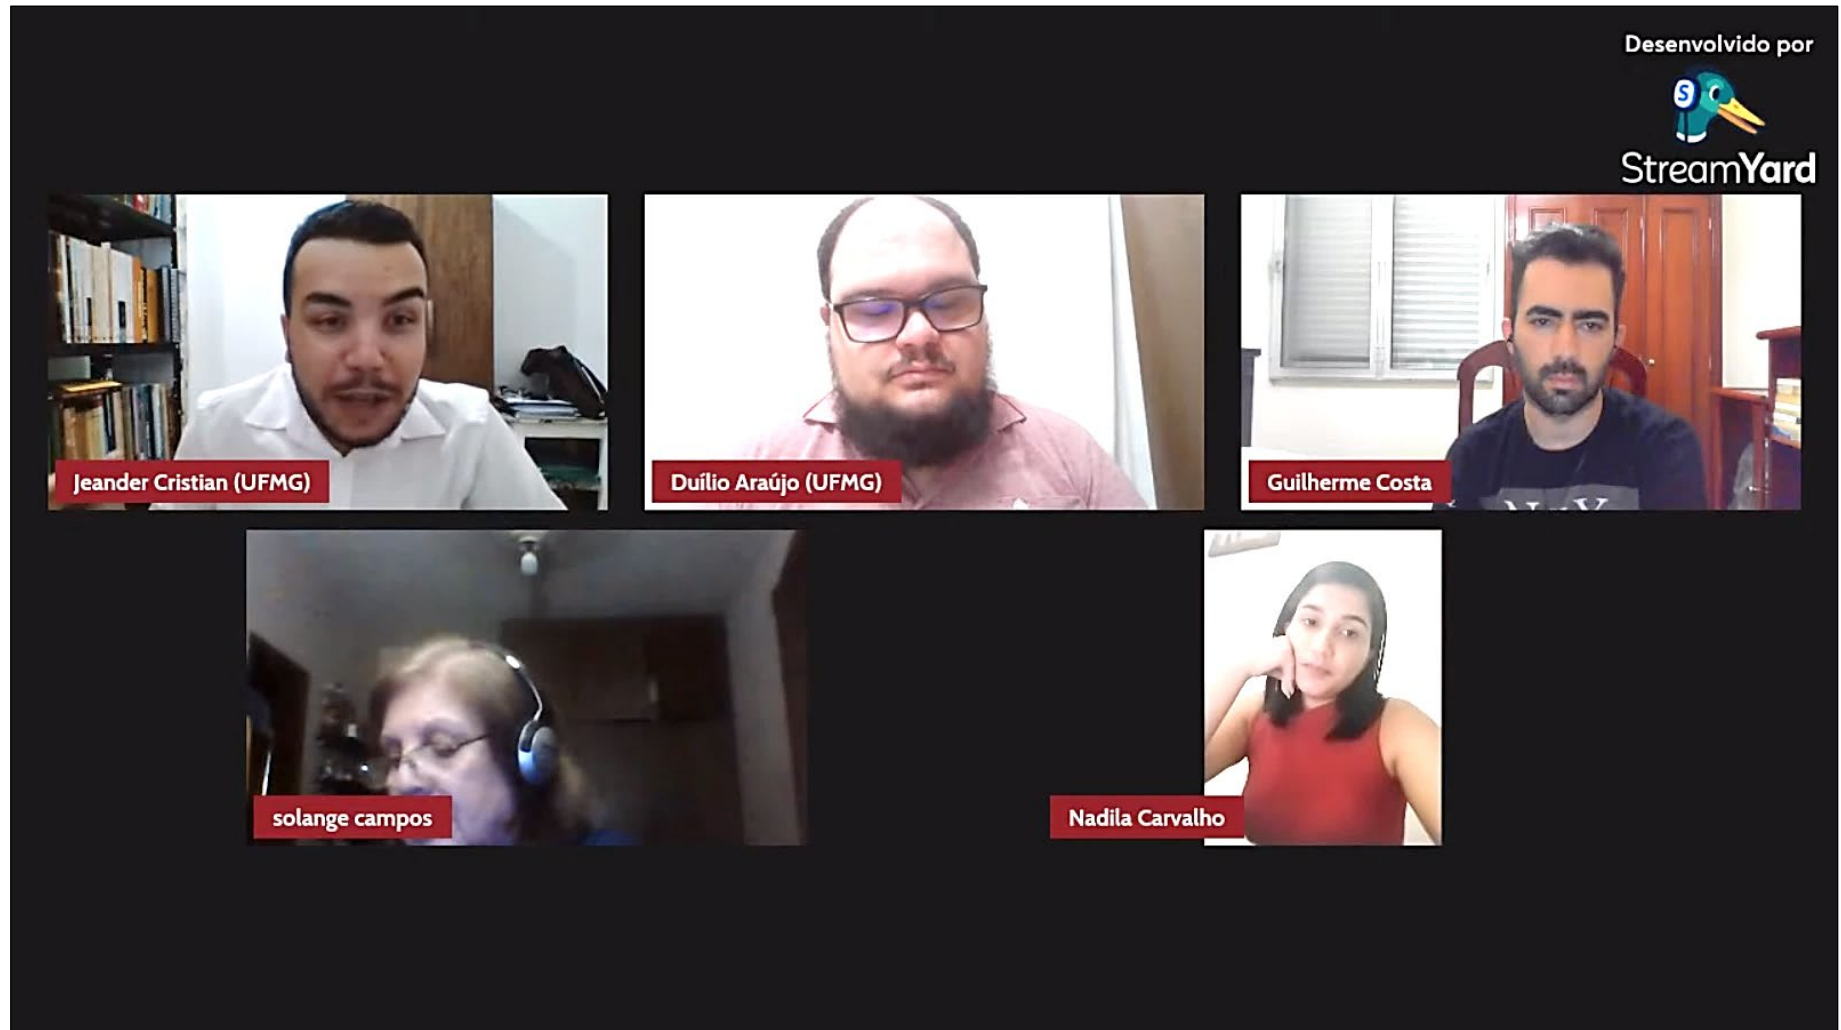 Desenvolvido por
S
StreamYard
Jeander Cristian (UFMG)
Duílio Araújo (UFMG)
Guilherme Costa
solange campos
Nadila Carvalho